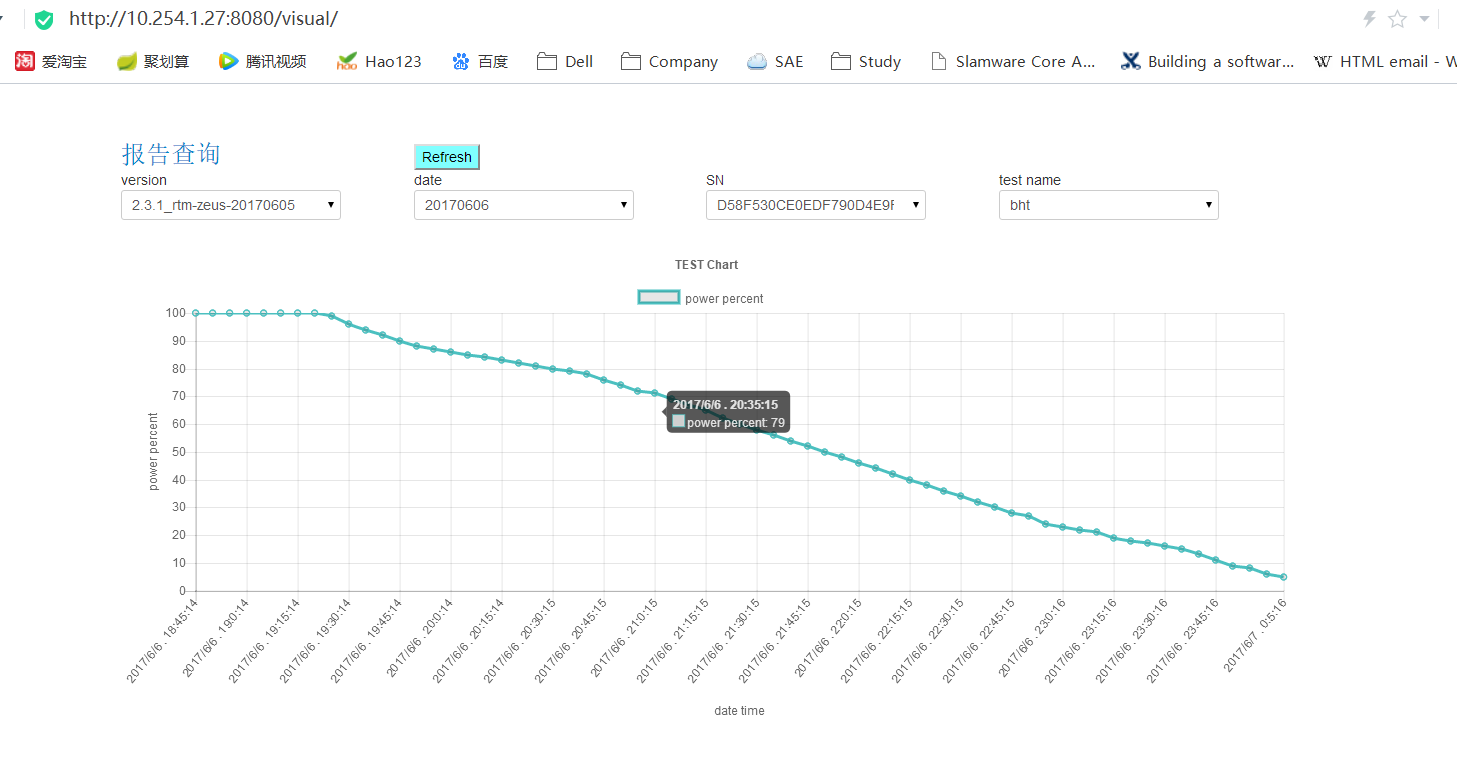 http://10.254.1.27:8080/visual/
淘 爱淘宝 聚划算 腾讯视频 hao Hao123 百度 Dell Company SAE Study Slamware Core A... Building a softwar... HTML email - W
报告查询 Refresh
version date SN test name
2.3.1_rtm-zeus-20170605 20170606 D58F530CE0EDF790D4E9 bht
TEST Chart
power percent
100
90
80
70
60
50
40
30
20
10
0
power percent
2017/6/6 . 20:35:15
power percent: 79
2017/6/6 . 18:45:14
2017/6/6 . 19:0:14
2017/6/6 . 19:15:14
2017/6/6 . 19:30:14
2017/6/6 . 19:45:14
2017/6/6 . 20:0:14
2017/6/6 . 20:15:14
2017/6/6 . 20:30:15
2017/6/6 . 20:45:15
2017/6/6 . 21:0:15
2017/6/6 . 21:15:15
2017/6/6 . 21:30:15
2017/6/6 . 21:45:15
2017/6/6 . 22:0:15
2017/6/6 . 22:15:15
2017/6/6 . 22:30:15
2017/6/6 . 22:45:15
2017/6/6 . 23:0:16
2017/6/6 . 23:15:16
2017/6/6 . 23:30:16
2017/6/6 . 23:45:16
2017/6/7 . 0:5:16
date time